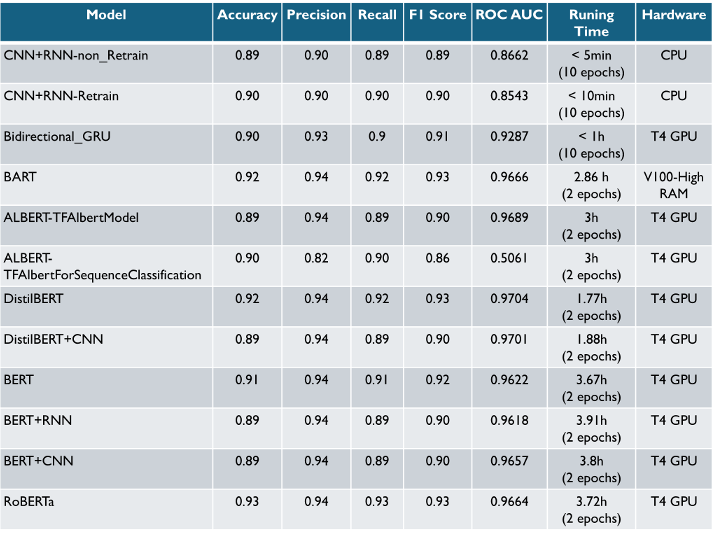 Model Accuracy Precision Recall F1 Score ROC AUC Runing Time Hardware
CNN+RNN-non_Retrain 0.89 0.90 0.89 0.89 0.8662 < 5min (10 epochs) CPU
CNN+RNN-Retrain 0.90 0.90 0.90 0.90 0.8543 < 10min (10 epochs) CPU
Bidirectional_GRU 0.90 0.93 0.9 0.91 0.9287 < 1h (10 epochs) T4 GPU
BART 0.92 0.94 0.92 0.93 0.9666 2.86 h (2 epochs) V100-High RAM
ALBERT-TFAlbertModel 0.89 0.94 0.89 0.90 0.9689 3h (2 epochs) T4 GPU
ALBERT-TFAlbertForSequenceClassification 0.90 0.82 0.90 0.86 0.5061 3h (2 epochs) T4 GPU
DistilBERT 0.92 0.94 0.92 0.93 0.9704 1.77h (2 epochs) T4 GPU
DistilBERT+CNN 0.89 0.94 0.89 0.90 0.9701 1.88h (2 epochs) T4 GPU
BERT 0.91 0.94 0.91 0.92 0.9622 3.67h (2 epochs) T4 GPU
BERT+RNN 0.89 0.94 0.89 0.90 0.9618 3.91h (2 epochs) T4 GPU
BERT+CNN 0.89 0.94 0.89 0.90 0.9657 3.8h (2 epochs) T4 GPU
RoBERTa 0.93 0.94 0.93 0.93 0.9664 3.72h (2 epochs) T4 GPU